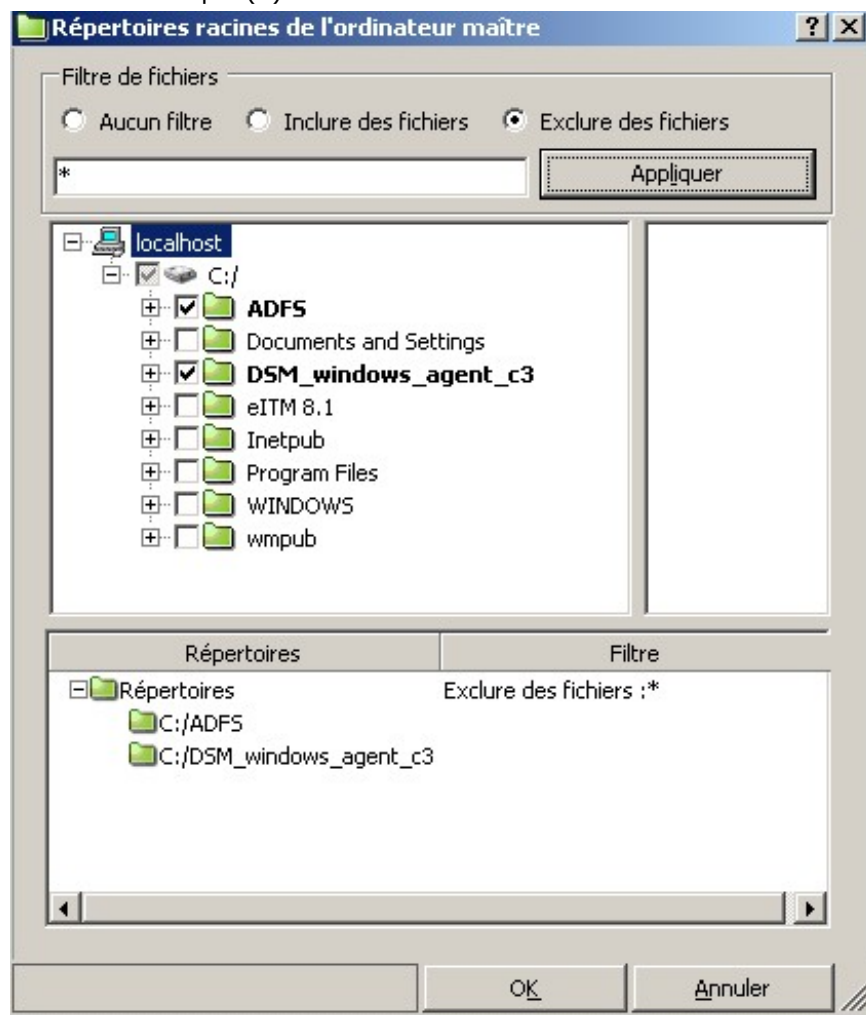 Répertoires racines de l'ordinateur maître
Filtre de fichiers
Aucun filtre Inclure des fichiers Exclure des fichiers
* Appliquer
localhost
C:/
ADFS
Documents and Settings
DSM_windows_agent_c3
eITM 8.1
Inetpub
Program Files
WINDOWS
wmpub
Répertoires Filtre
Répertoires Exclure des fichiers :*
C:/ADFS
C:/DSM_windows_agent_c3
OK Annuler